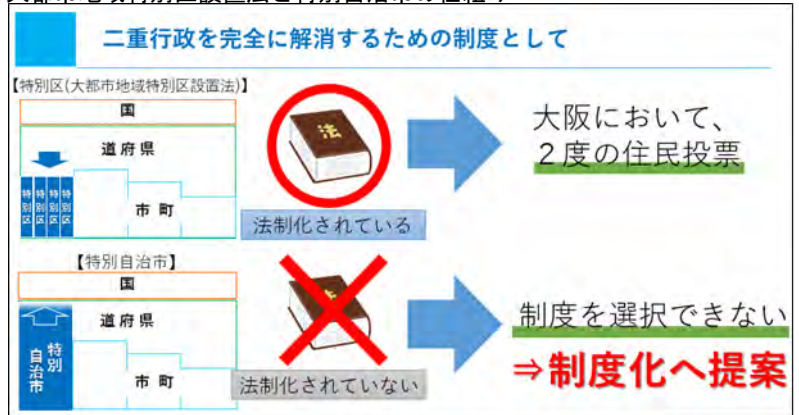 二重行政を完全に解消するための制度として
【特別区(大都市地域特別区設置法)】
国
道府県
特別区
特別区
特別区
特別区
市町
法
法制化されている
大阪において、
２度の住民投票
【特別自治市】
国
道府県
特別
自治市
市町
法
法制化されていない
制度を選択できない
⇒制度化へ提案